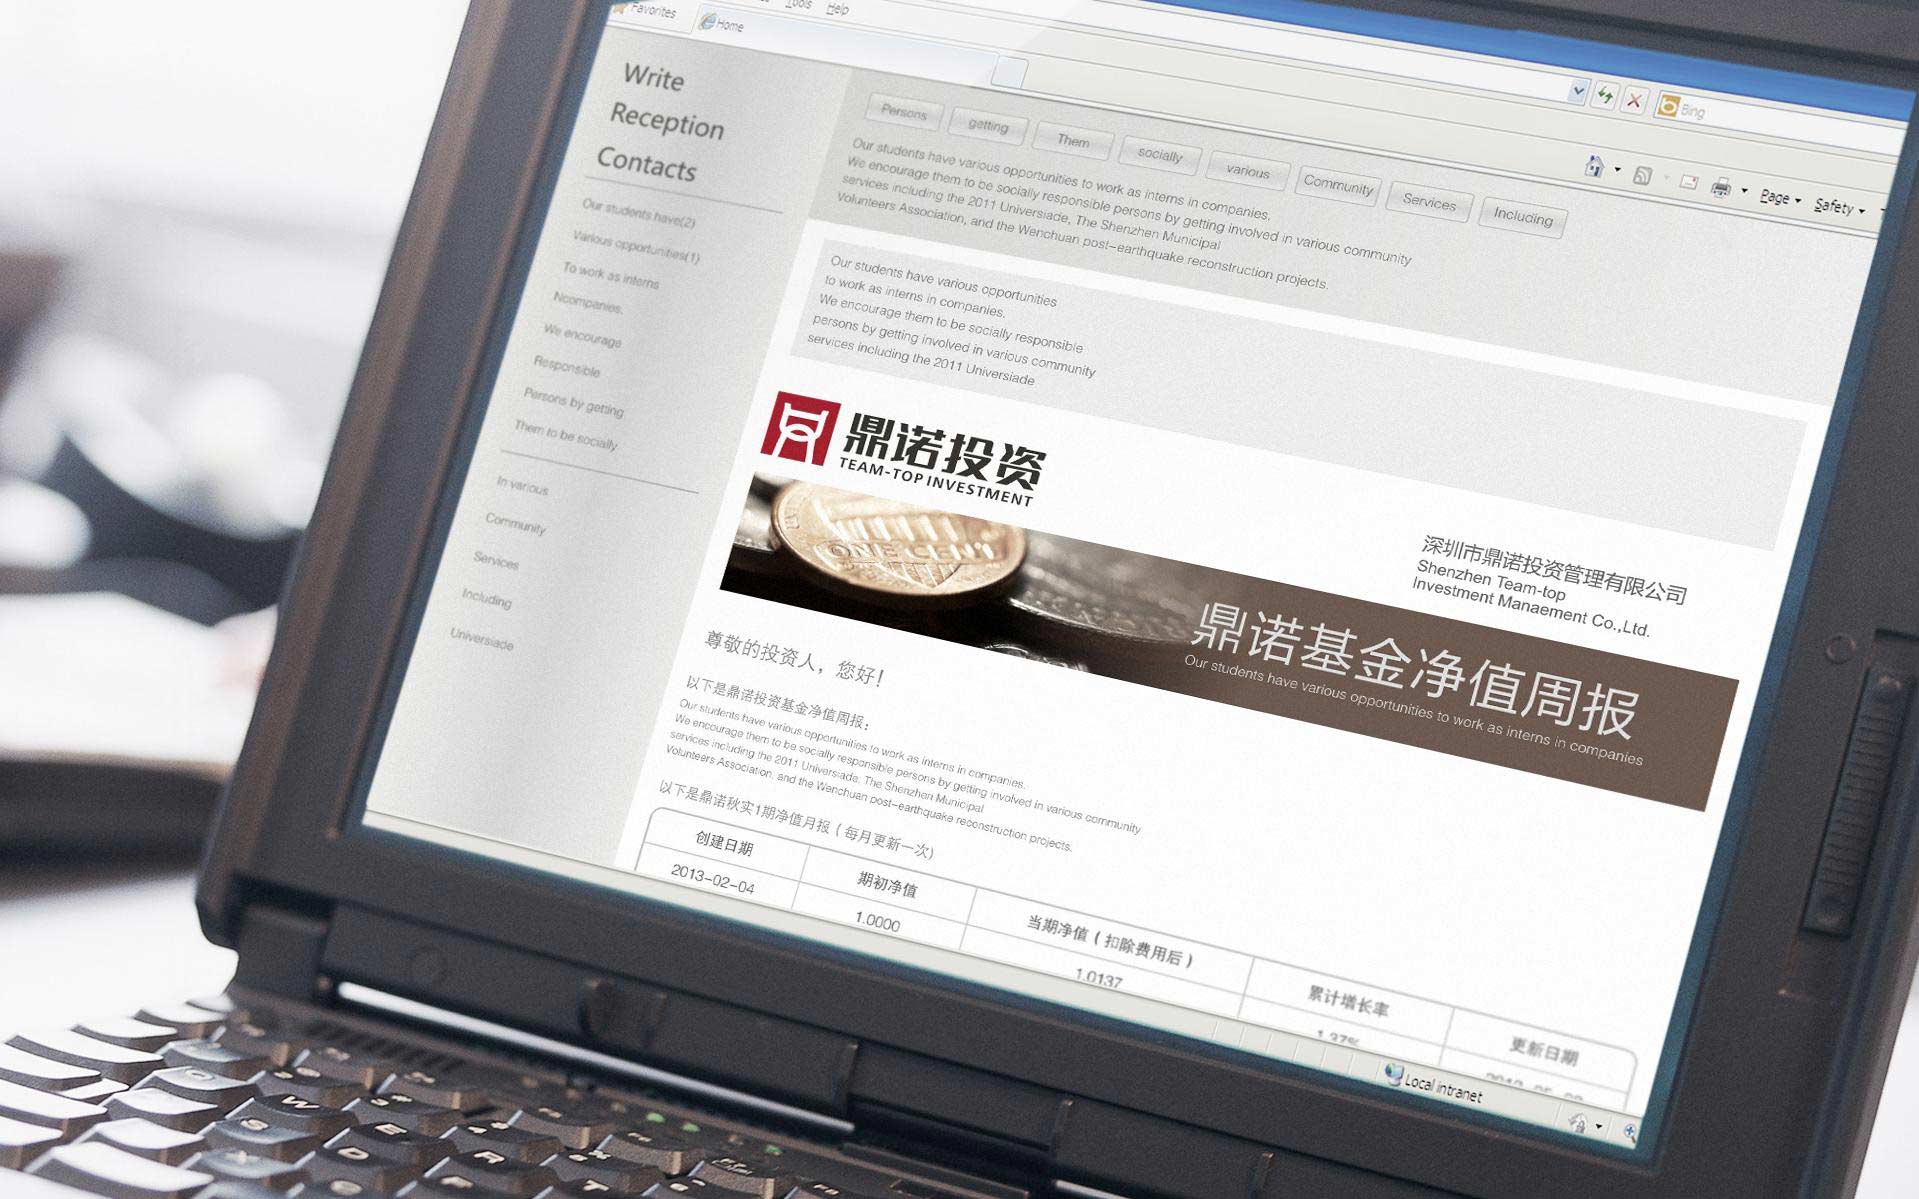 Favorites
Home
Tools Help
Bing
Page
Safety
Write
Reception
Contacts
Our students have(2)
Various opportunities(1)
To work as interns
Ncompanies.
We encourage
Responsible
Persons by getting
Them to be socially
In various
Community
Services
Including
Universiade
Persons getting Them socially various Community Services Including
Our students have various opportunities to work as interns in companies.
We encourage them to be socially responsible persons by getting involved in various community
services including the 2011 Universiade, The Shenzhen Municipal
Volunteers Association, and the Wenchuan post-earthquake reconstruction projects.
Our students have various opportunities
to work as interns in companies.
We encourage them to be socially responsible
persons by getting involved in various community
services including the 2011 Universiade
鼎诺投资
TEAM-TOP INVESTMENT
深圳市鼎诺投资管理有限公司
Shenzhen Team-top
Investment Manaement Co.,Ltd.
ONE CENT
鼎诺基金净值周报
Our students have various opportunities to work as interns in companies
尊敬的投资人，您好！
以下是鼎诺投资基金净值周报：
Our students have various opportunities to work as interns in companies.
We encourage them to be socially responsible persons by getting involved in various community
services including the 2011 Universiade, The Shenzhen Municipal
Volunteers Association, and the Wenchuan post-earthquake reconstruction projects.
以下是鼎诺秋实1期净值月报（每月更新一次）
创建日期 期初净值 当期净值（扣除费用后） 累计增长率 更新日期
2013-02-04 1.0000 1.0137 1.37%
Local intranet
Q
W
S
E
D
R
F
T